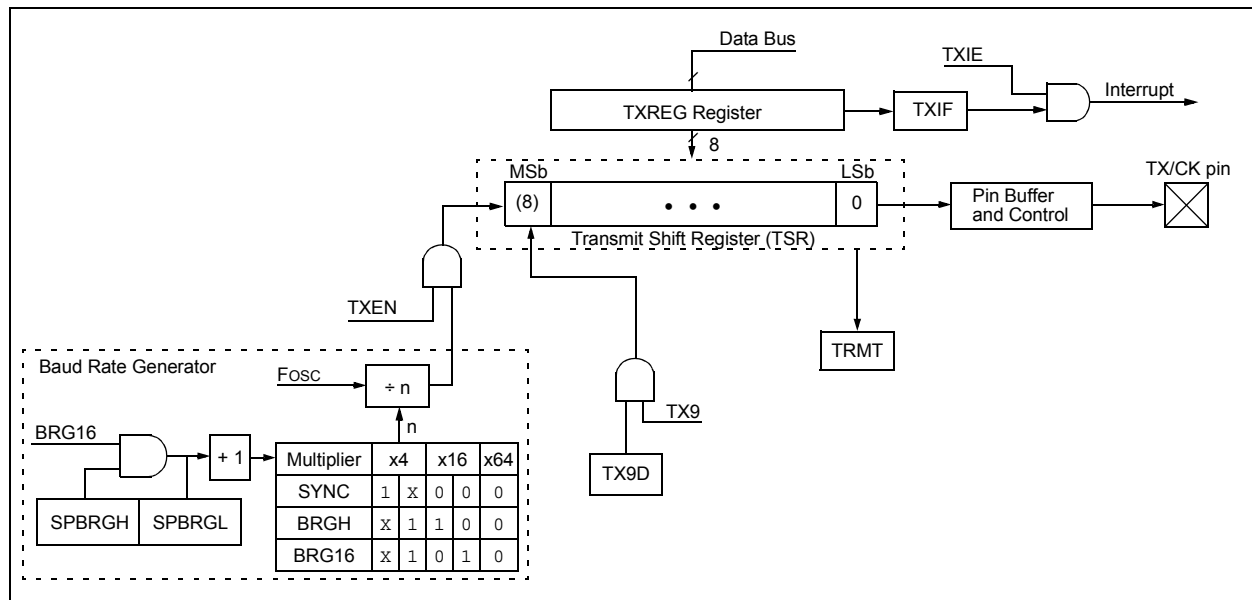 Data Bus
TXIE
Interrupt
TXREG Register
TXIF
8
MSb
LSb
TX/CK pin
(8)
• • •
0
Pin Buffer
and Control
Transmit Shift Register (TSR)
TXEN
TRMT
Baud Rate Generator
FOSC
÷ n
n
TX9
BRG16
+ 1
Multiplier x4 x16 x64
TX9D
SYNC 1 X 0 0 0
SPBRGH SPBRGL
BRGH X 1 1 0 0
BRG16 X 1 0 1 0